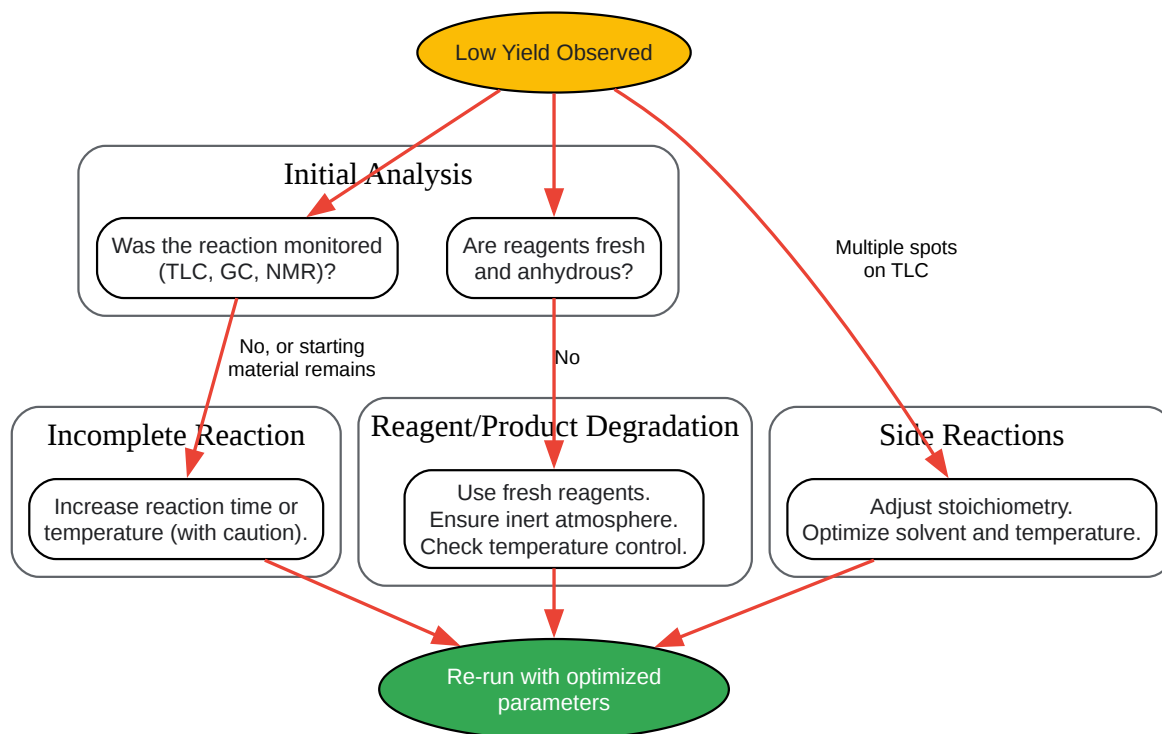 Low Yield Observed
Initial Analysis
Was the reaction monitored
(TLC, GC, NMR)?
Are reagents fresh
and anhydrous?
Multiple spots
on TLC
No, or starting
material remains
No
Incomplete Reaction
Reagent/Product Degradation
Side Reactions
Increase reaction time or
temperature (with caution).
Use fresh reagents.
Ensure inert atmosphere.
Check temperature control.
Adjust stoichiometry.
Optimize solvent and temperature.
Re-run with optimized
parameters